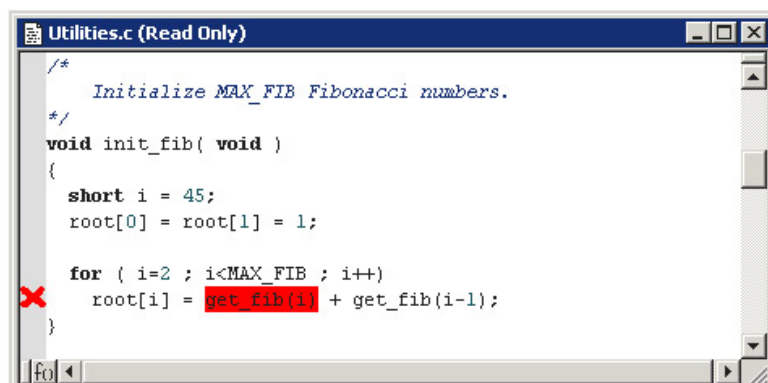 Utilities.c (Read Only)
/*
Initialize MAX_FIB Fibonacci numbers.
*/
void init_fib( void )
{
short i = 45;
root[0] = root[1] = 1;
for ( i=2 ; i<MAX_FIB ; i++)
root[i] = get_fib(i) + get_fib(i-1);
}
fo